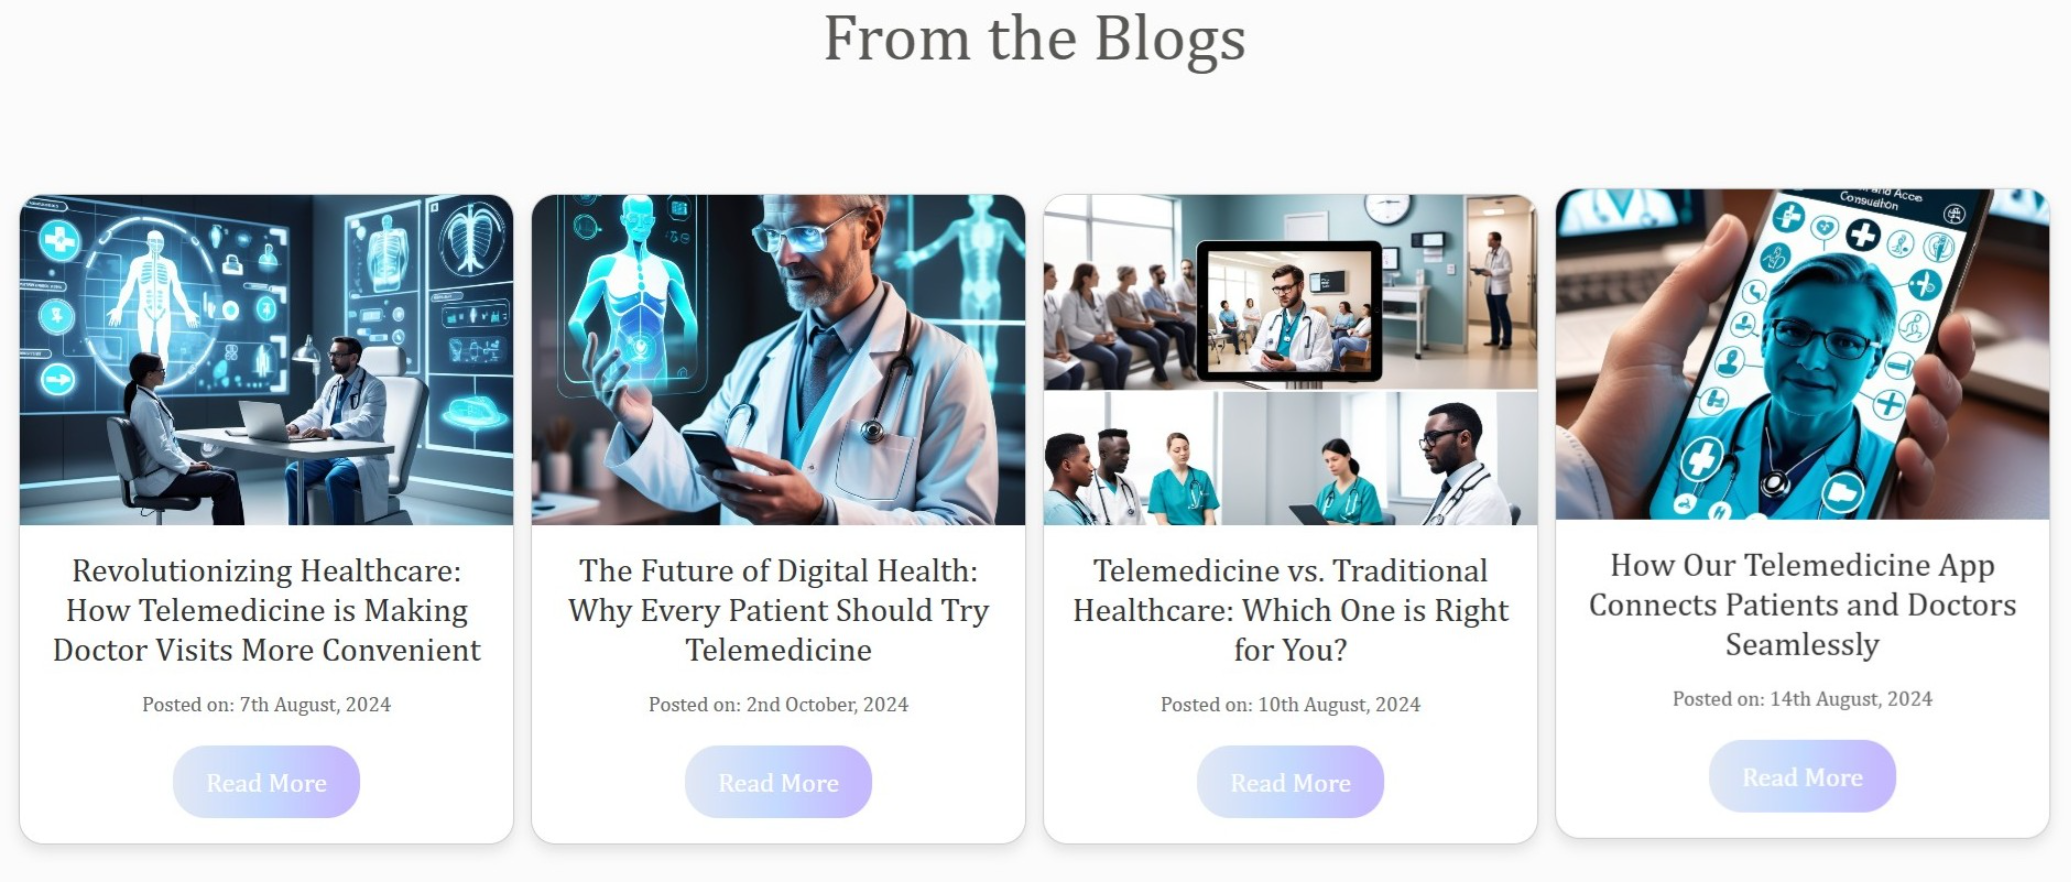 From the Blogs
Consultation
Revolutionizing Healthcare:
How Telemedicine is Making
Doctor Visits More Convenient
Posted on: 7th August, 2024
Read More
The Future of Digital Health:
Why Every Patient Should Try
Telemedicine
Posted on: 2nd October, 2024
Read More
Telemedicine vs. Traditional
Healthcare: Which One is Right
for You?
Posted on: 10th August, 2024
Read More
How Our Telemedicine App
Connects Patients and Doctors
Seamlessly
Posted on: 14th August, 2024
Read More